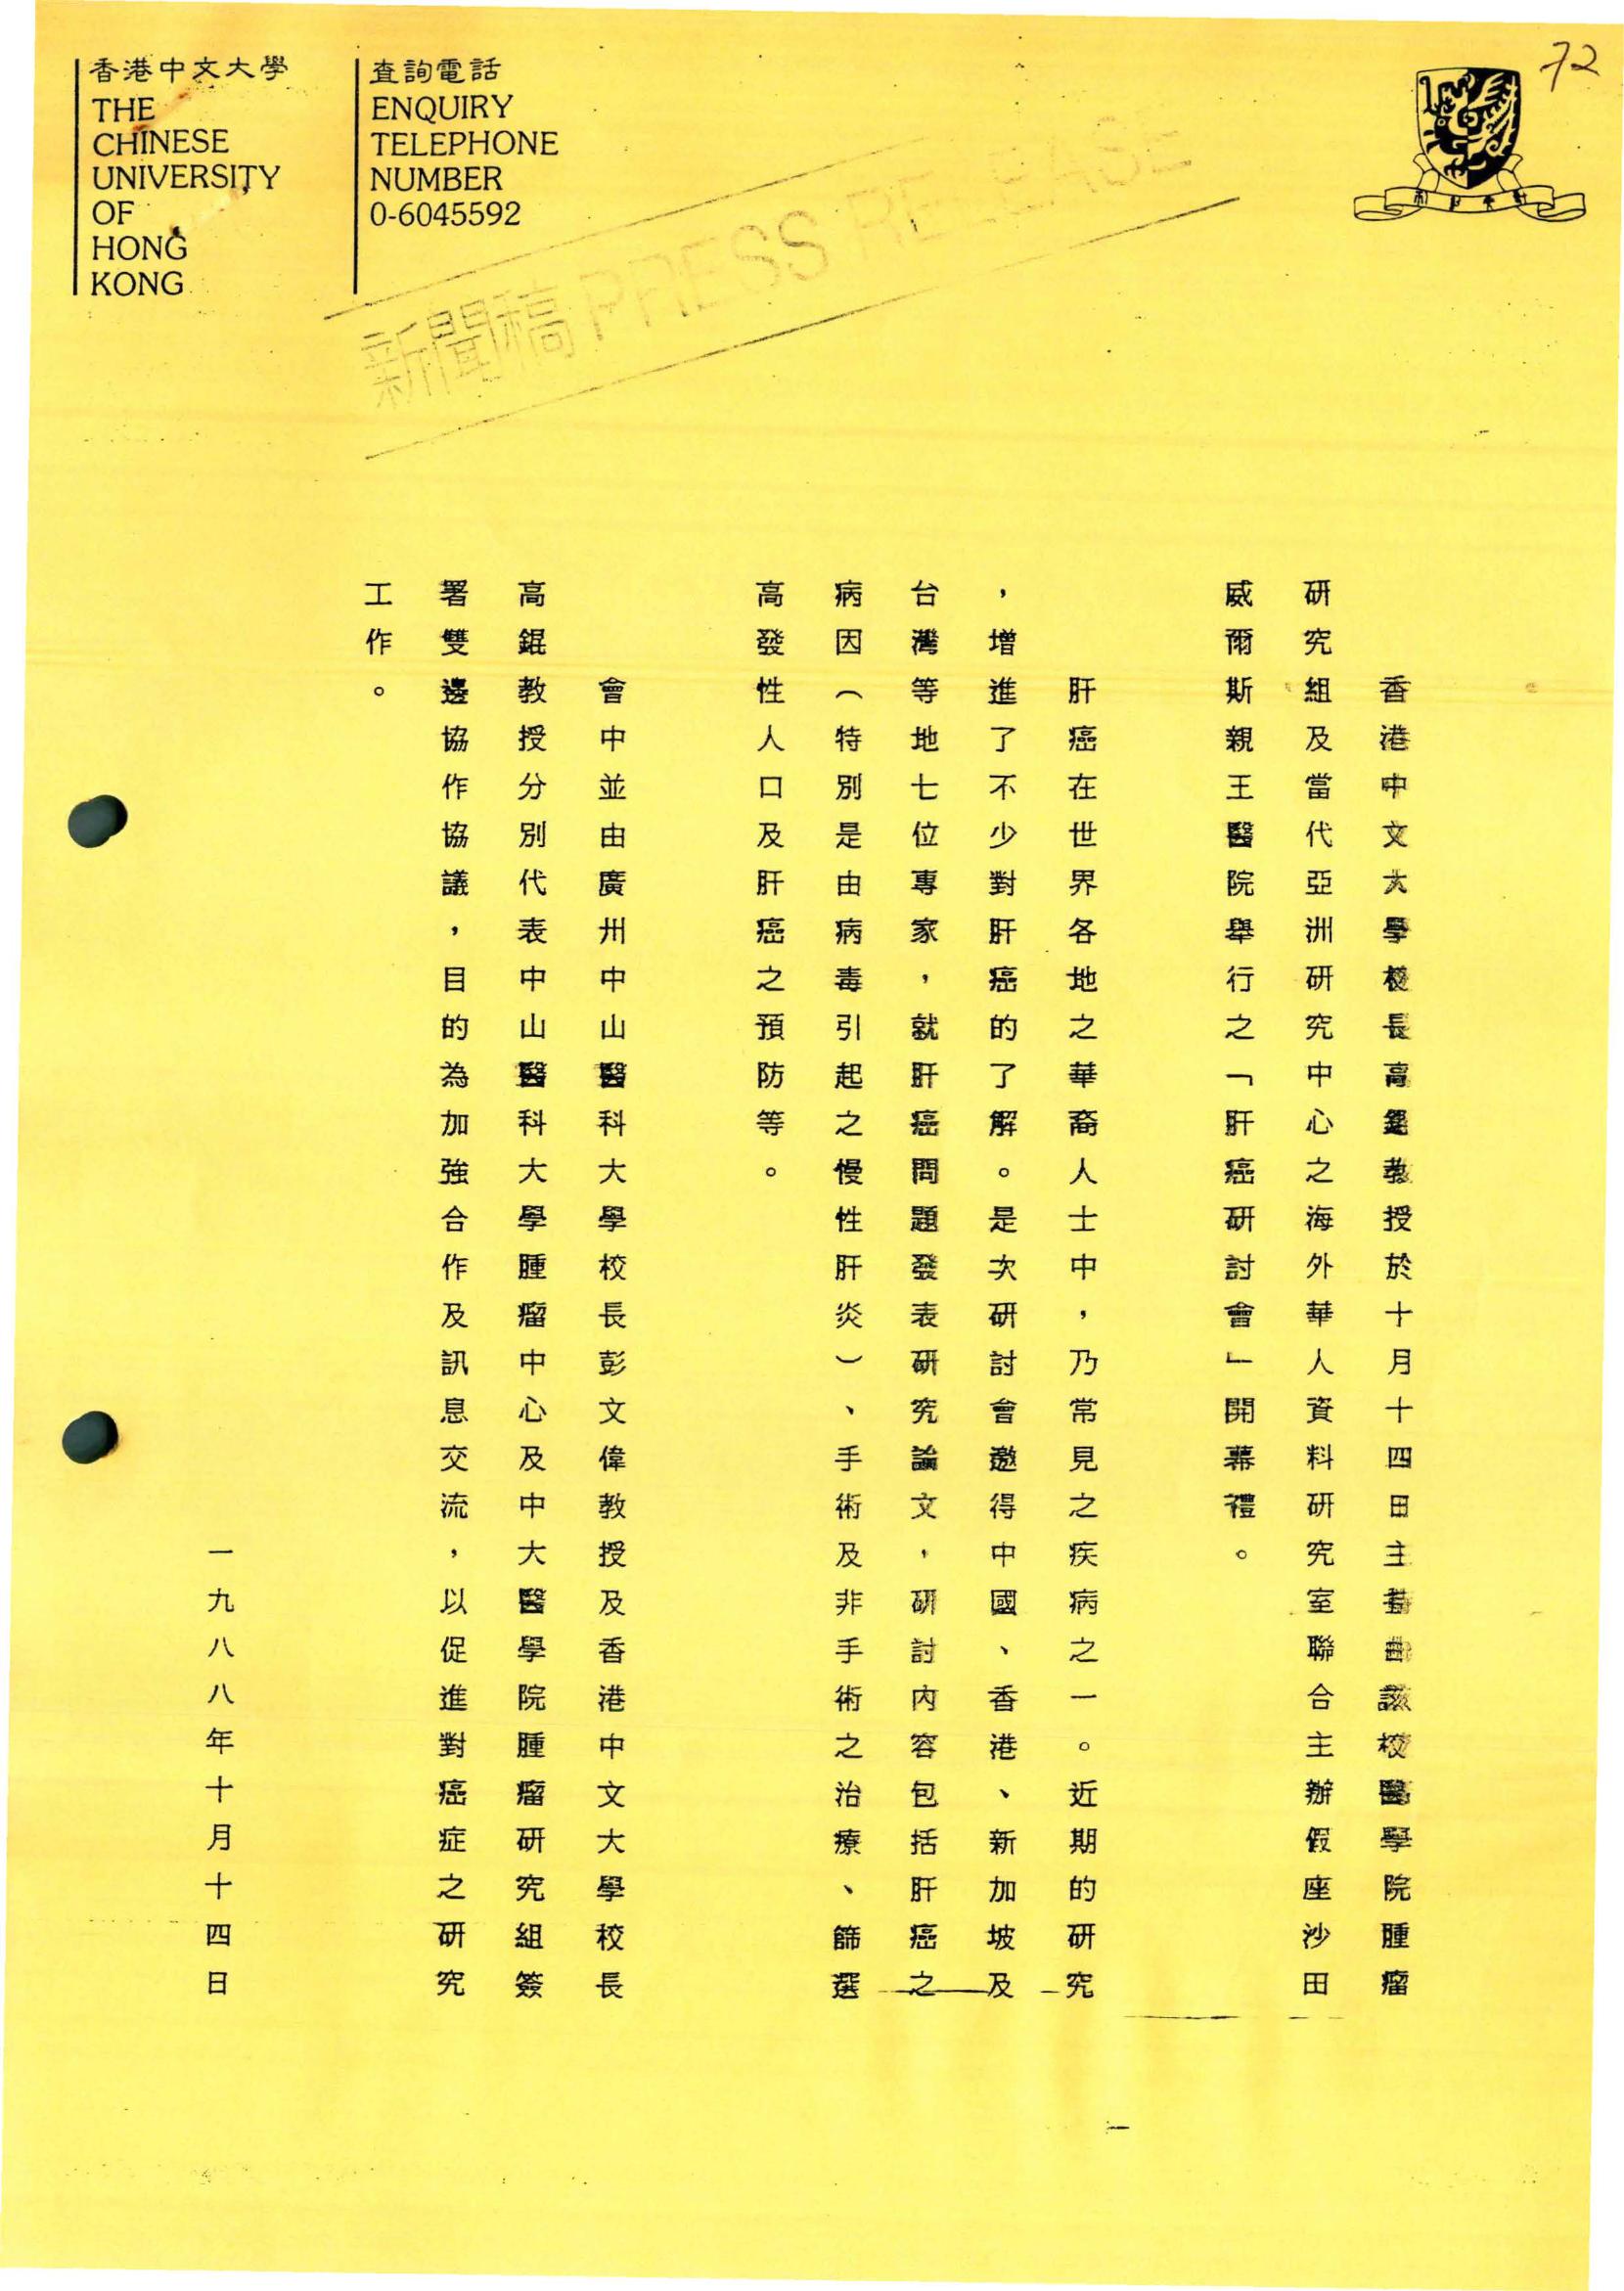 72
香港中文大學
THE
CHINESE
UNIVERSITY
OF
HONG
KONG
查詢電話
ENQUIRY
TELEPHONE
NUMBER
0-6045592
新聞稿 PRESS RELEASE
香港中文大學校長高錕教授於十月十四日主持由該校醫學院腫瘤
研究組及當代亞洲研究中心之海外華人資料研究室聯合主辦假座沙田
威爾斯親王醫院舉行之「肝癌研討會」開幕禮。
肝癌在世界各地之華裔人士中，乃常見之疾病之一。近期的研究
，增進了不少對肝癌的了解。是次研討會邀得中國、香港、新加坡及
台灣等地七位專家，就肝癌問題發表研究論文，研討內容包括肝癌之
病因（特別是由病毒引起之慢性肝炎）、手術及非手術之治療、篩選
高發性人口及肝癌之預防等。
會中並由廣州中山醫科大學校長彭文偉教授及香港中文大學校長
高錕教授分別代表中山醫科大學腫瘤中心及中大醫學院腫瘤研究組簽
署雙邊協作協議，目的為加強合作及訊息交流，以促進對癌症之研究
工作。
一九八八年十月十四日